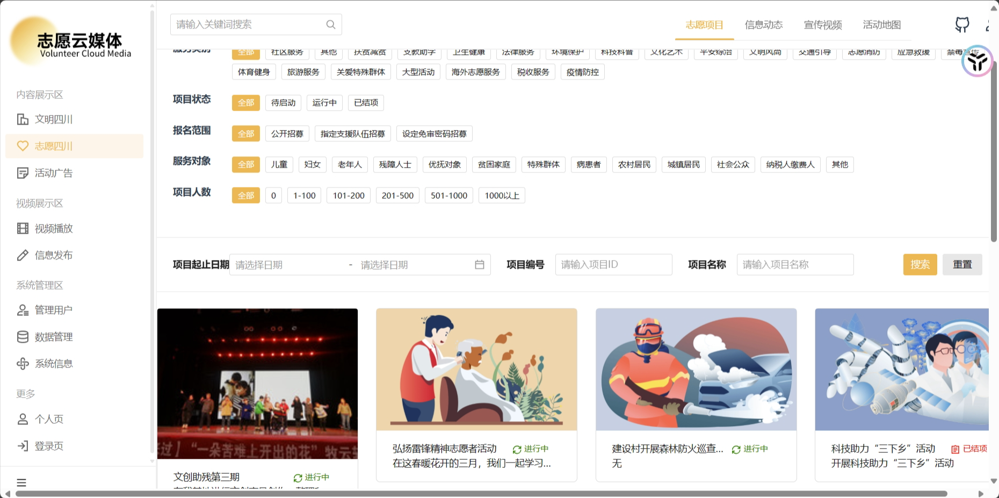 志愿云媒体
Volunteer Cloud Media
内容展示区
文明四川
志愿四川
活动广告
视频展示区
视频播放
信息发布
系统管理区
管理用户
数据管理
系统信息
更多
个人页
登录页
请输入关键词搜索
志愿项目 信息动态 宣传视频 活动地图
服务类别 全部 社区服务 其他 扶贫减贫 支教助学 卫生健康 法律服务 环境保护 科技科普 文化艺术 平安综治 文明风尚 交通引导 志愿消防 应急救援 禁毒宣传
体育健身 旅游服务 关爱特殊群体 大型活动 海外志愿服务 税收服务 疫情防控
项目状态 全部 待启动 运行中 已结项
报名范围 全部 公开招募 指定支援队伍招募 设定免审密码招募
服务对象 全部 儿童 妇女 老年人 残障人士 优抚对象 贫困家庭 特殊群体 病患者 农村居民 城镇居民 社会公众 纳税人缴费人 其他
项目人数 全部 0 1-100 101-200 201-500 501-1000 1000以上
项目起止日期 请选择日期 - 请选择日期 项目编号 请输入项目ID 项目名称 请输入项目名称 搜索 重置
过】“一朵苦难上开出的花” 牧云
文创助残第三期 进行中
弘扬雷锋精神志愿者活动 进行中
在这春暖花开的三月，我们一起学习...
建设村开展森林防火巡查... 进行中
无
科技助力“三下乡”活动 已结项
开展科技助力“三下乡”活动